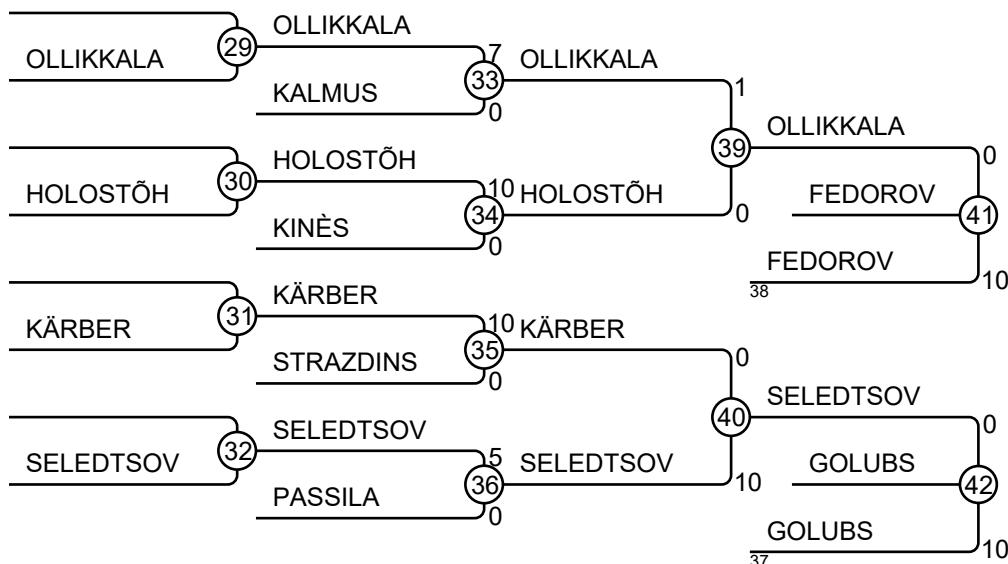 OLLIKKALA
29
OLLIKKALA
7
KALMUS
0
33
OLLIKKALA
1
HOLOSTÕH
30
HOLOSTÕH
10
KINÈS
0
34
HOLOSTÕH
0
39
OLLIKKALA
0
FEDOROV
41
FEDOROV
38
10
KÄRBER
31
KÄRBER
10
STRAZDINS
0
35
KÄRBER
0
SELEDTSOV
32
SELEDTSOV
5
PASSILA
0
36
SELEDTSOV
10
40
SELEDTSOV
0
GOLUBS
42
GOLUBS
37
10